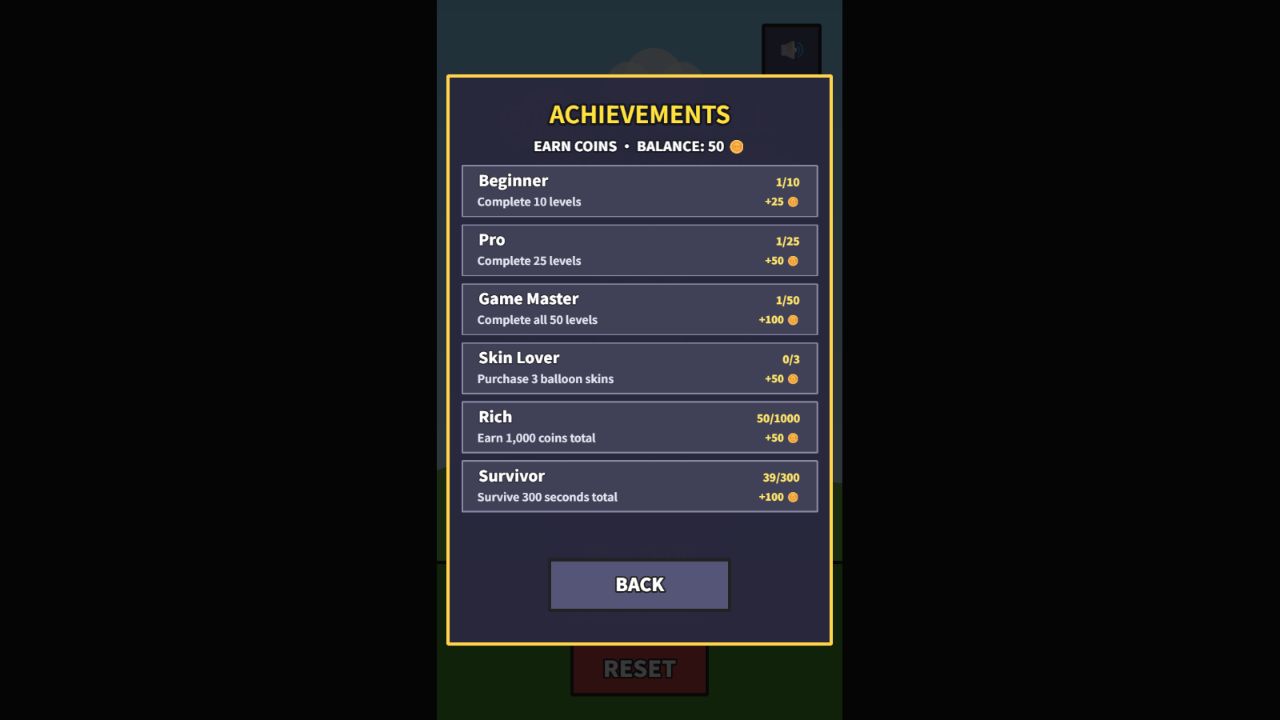 ACHIEVEMENTS
EARN COINS • BALANCE: 50
Beginner 1/10
Complete 10 levels +25
Pro 1/25
Complete 25 levels +50
Game Master 1/50
Complete all 50 levels +100
Skin Lover 0/3
Purchase 3 balloon skins +50
Rich 50/1000
Earn 1,000 coins total +50
Survivor 39/300
Survive 300 seconds total +100
BACK
RESET